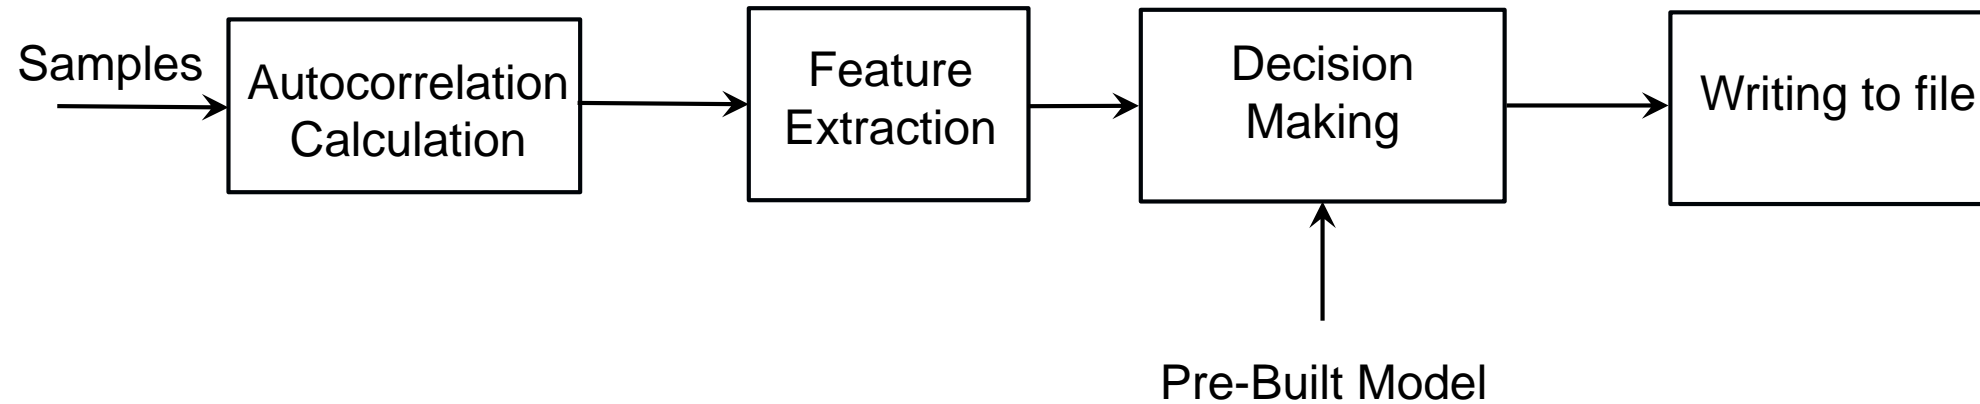 Samples
Autocorrelation
Calculation
Feature
Extraction
Decision
Making
Writing to file
Pre-Built Model